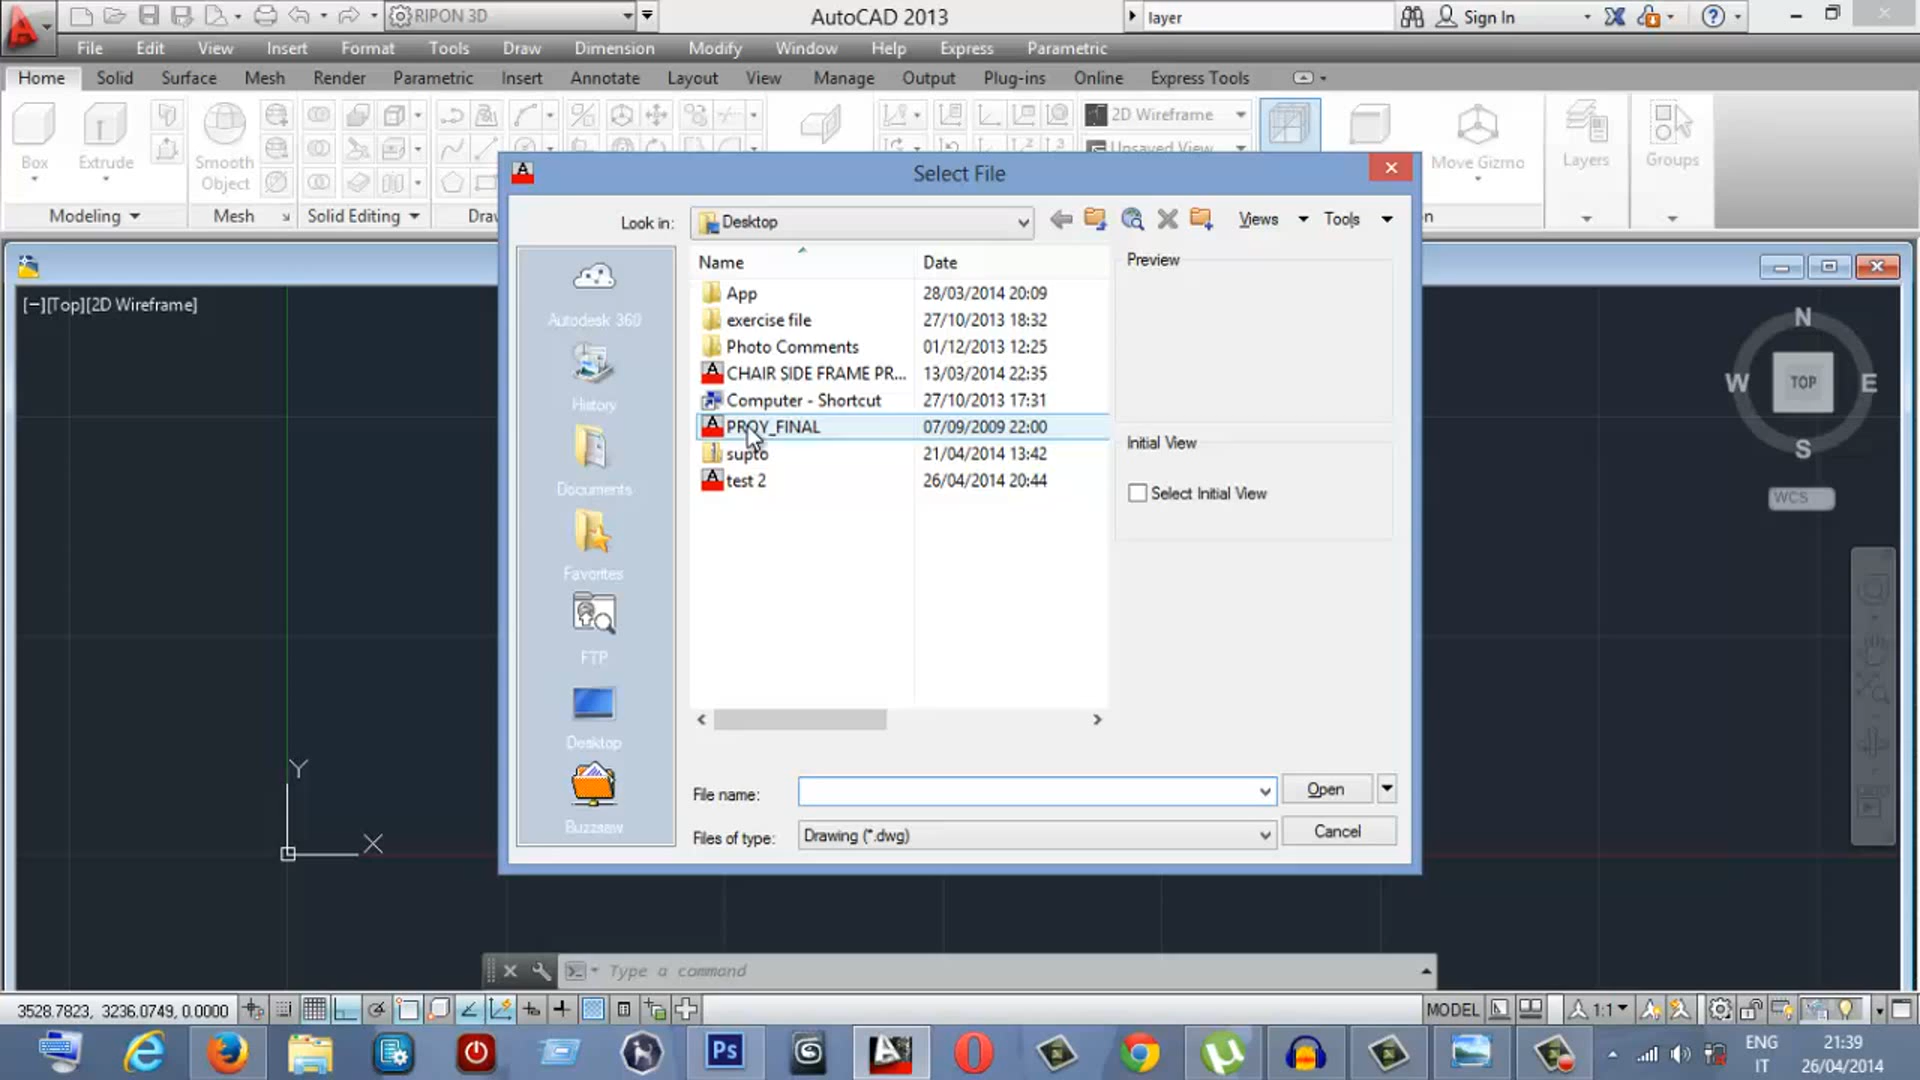 RIPON 3D
AutoCAD 2013
layer
Sign In
File Edit View Insert Format Tools Draw Dimension Modify Window Help Express Parametric
Home Solid Surface Mesh Render Parametric Insert Annotate Layout View Manage Output Plug-ins Online Express Tools
2D Wireframe
Unsaved View
Box Extrude Smooth Object
Move Gizmo Layers Groups
Modeling Mesh Solid Editing
Select File
Look in: Desktop
Views Tools
Name Date
Preview
App 28/03/2014 20:09
exercise file 27/10/2013 18:32
Photo Comments 01/12/2013 12:25
CHAIR SIDE FRAME PR... 13/03/2014 22:35
Computer - Shortcut 27/10/2013 17:31
PROY_FINAL 07/09/2009 22:00
supto 21/04/2014 13:42
test 2 26/04/2014 20:44
Initial View
Select Initial View
Autodesk 360
History
Documents
Favorites
FTP
Desktop
Buzzsaw
File name:
Open
Files of type: Drawing (*.dwg)
Cancel
[−][Top][2D Wireframe]
N
W TOP E
S
WCS
Y
X
Type a command
3528.7823, 3236.0749, 0.0000
MODEL
1:1
Ps
ENG
IT
21:39
26/04/2014